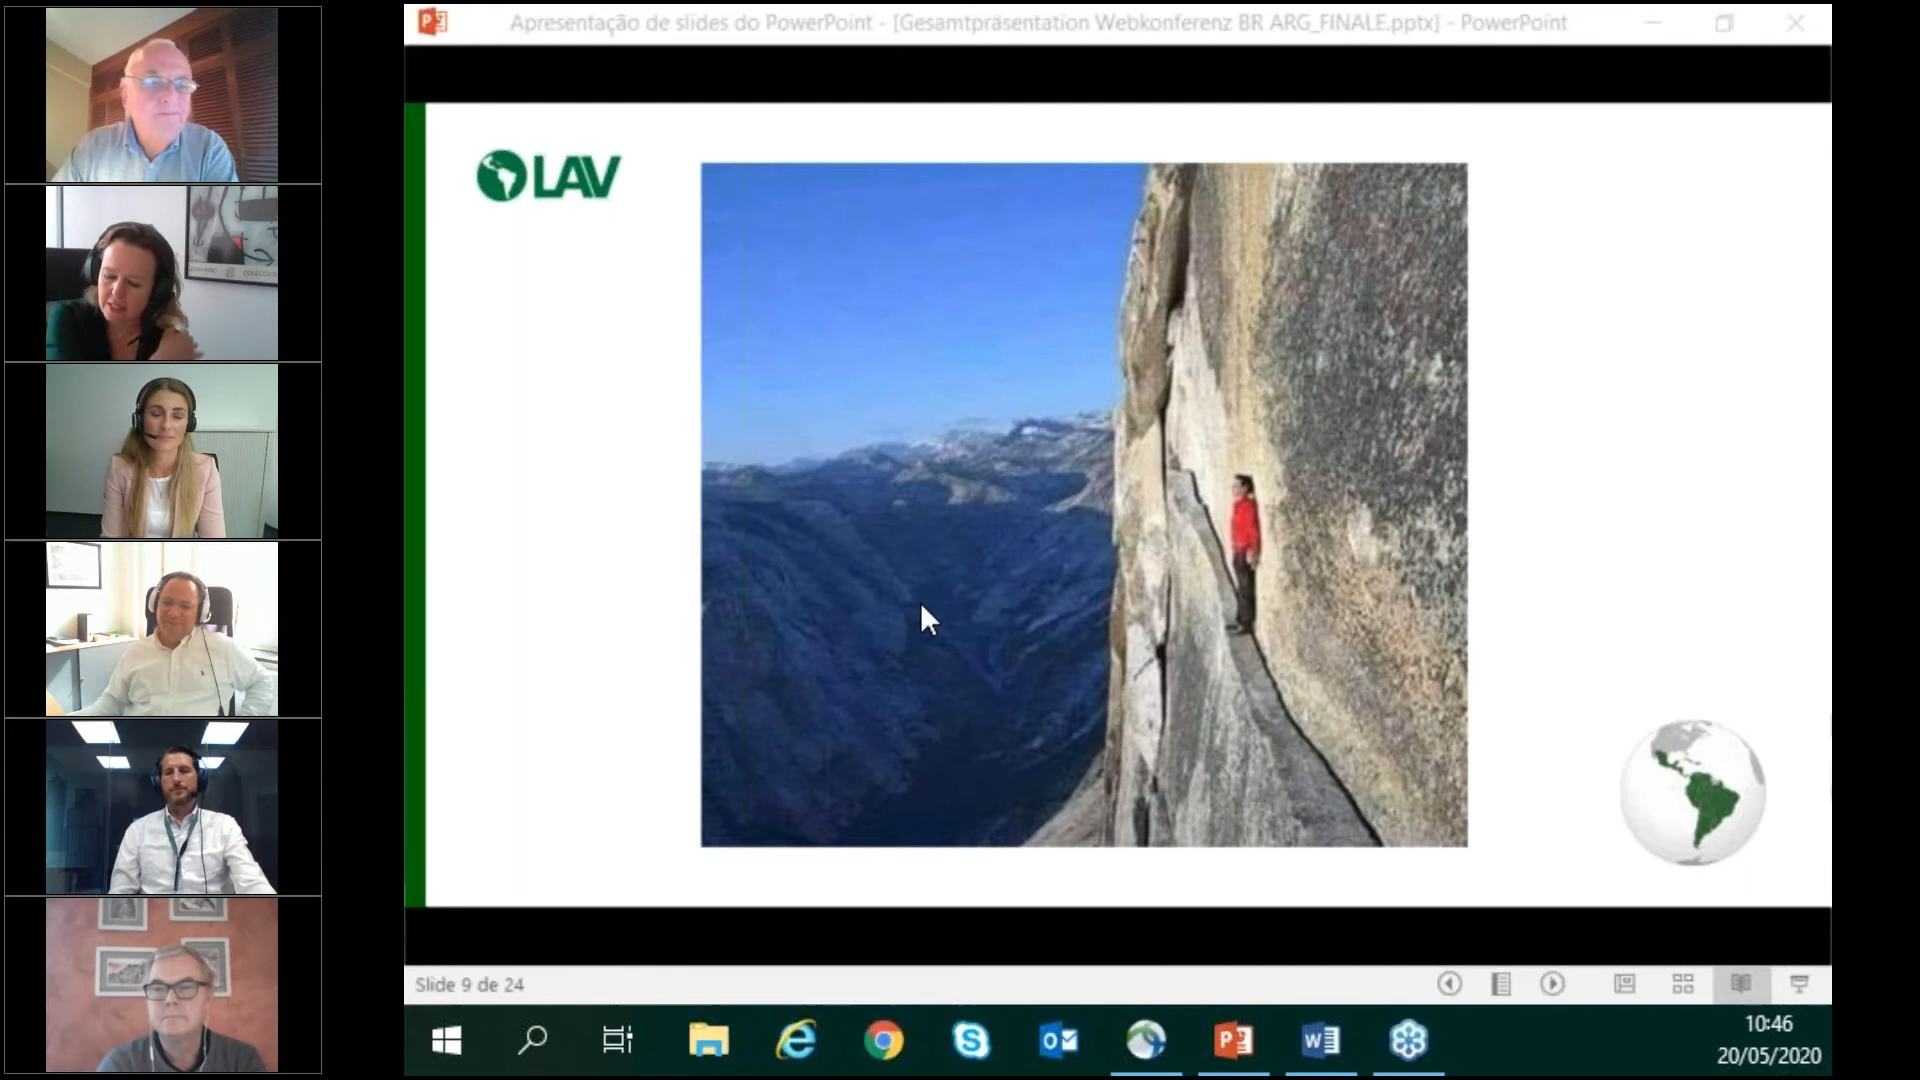 Apresentação de slides do PowerPoint - [Gesamtpräsentation Webkonferenz BR ARG_FINALE.pptx] - PowerPoint
LAV
Slide 9 de 24
10:46
20/05/2020